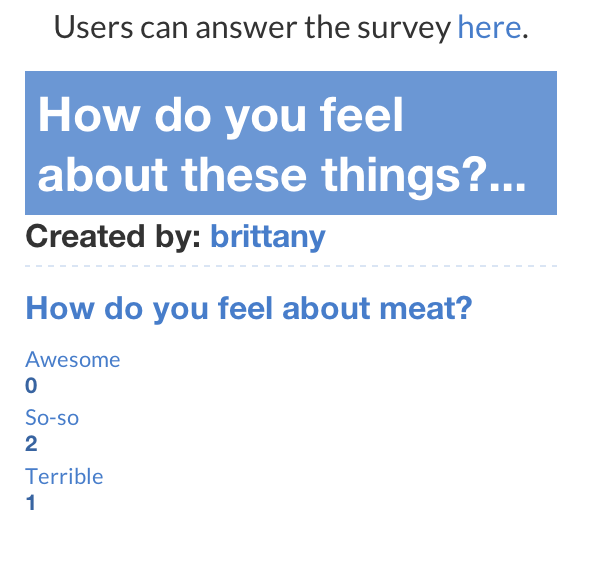 Users can answer the survey here.
How do you feel
about these things?...
Created by: brittany
How do you feel about meat?
Awesome
0
So-so
2
Terrible
1